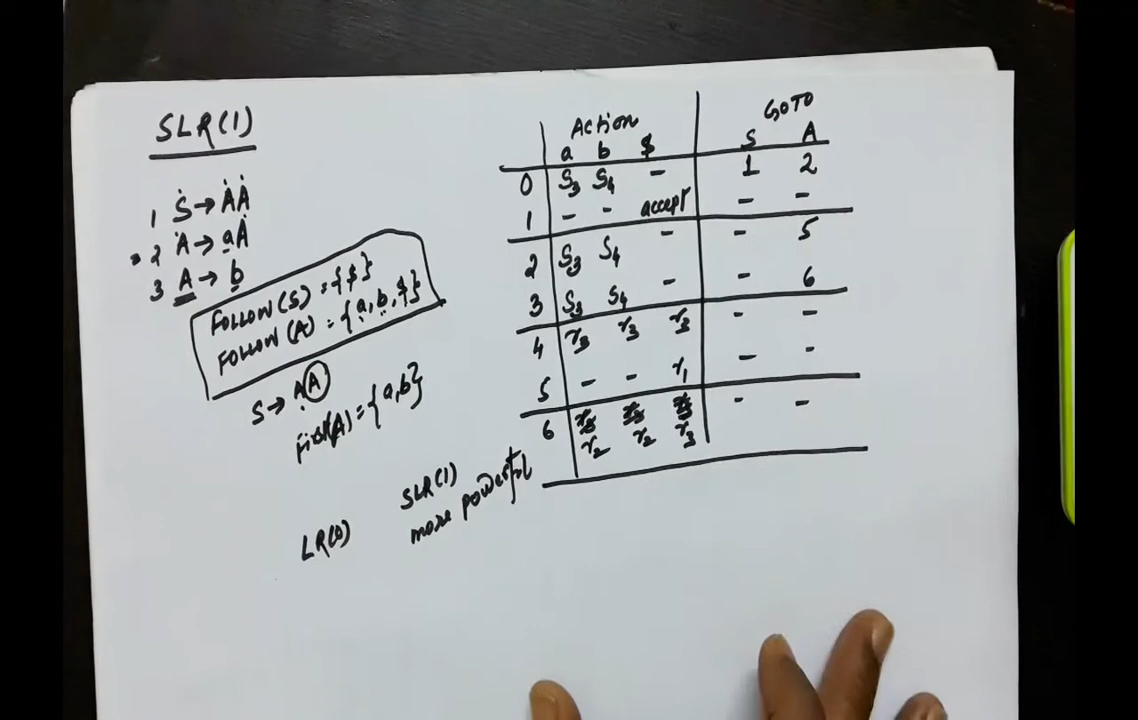 SLR(1)
1 S → AA
2 A → aA
3 A → b
FOLLOW(S) = {$}
FOLLOW(A) = {a, b, $}
S → AA
First(A) = {a, b}
LR(0)
SLR(1)
more powerful
Action GOTO
a b $ S A
0 S3 S4 – 1 2
1 – – accept – –
2 S3 S4 – – 5
3 S3 S4 – – 6
4 r3 r3 r3 – –
5 – – r1 – –
6 r2 r2 r3 – –